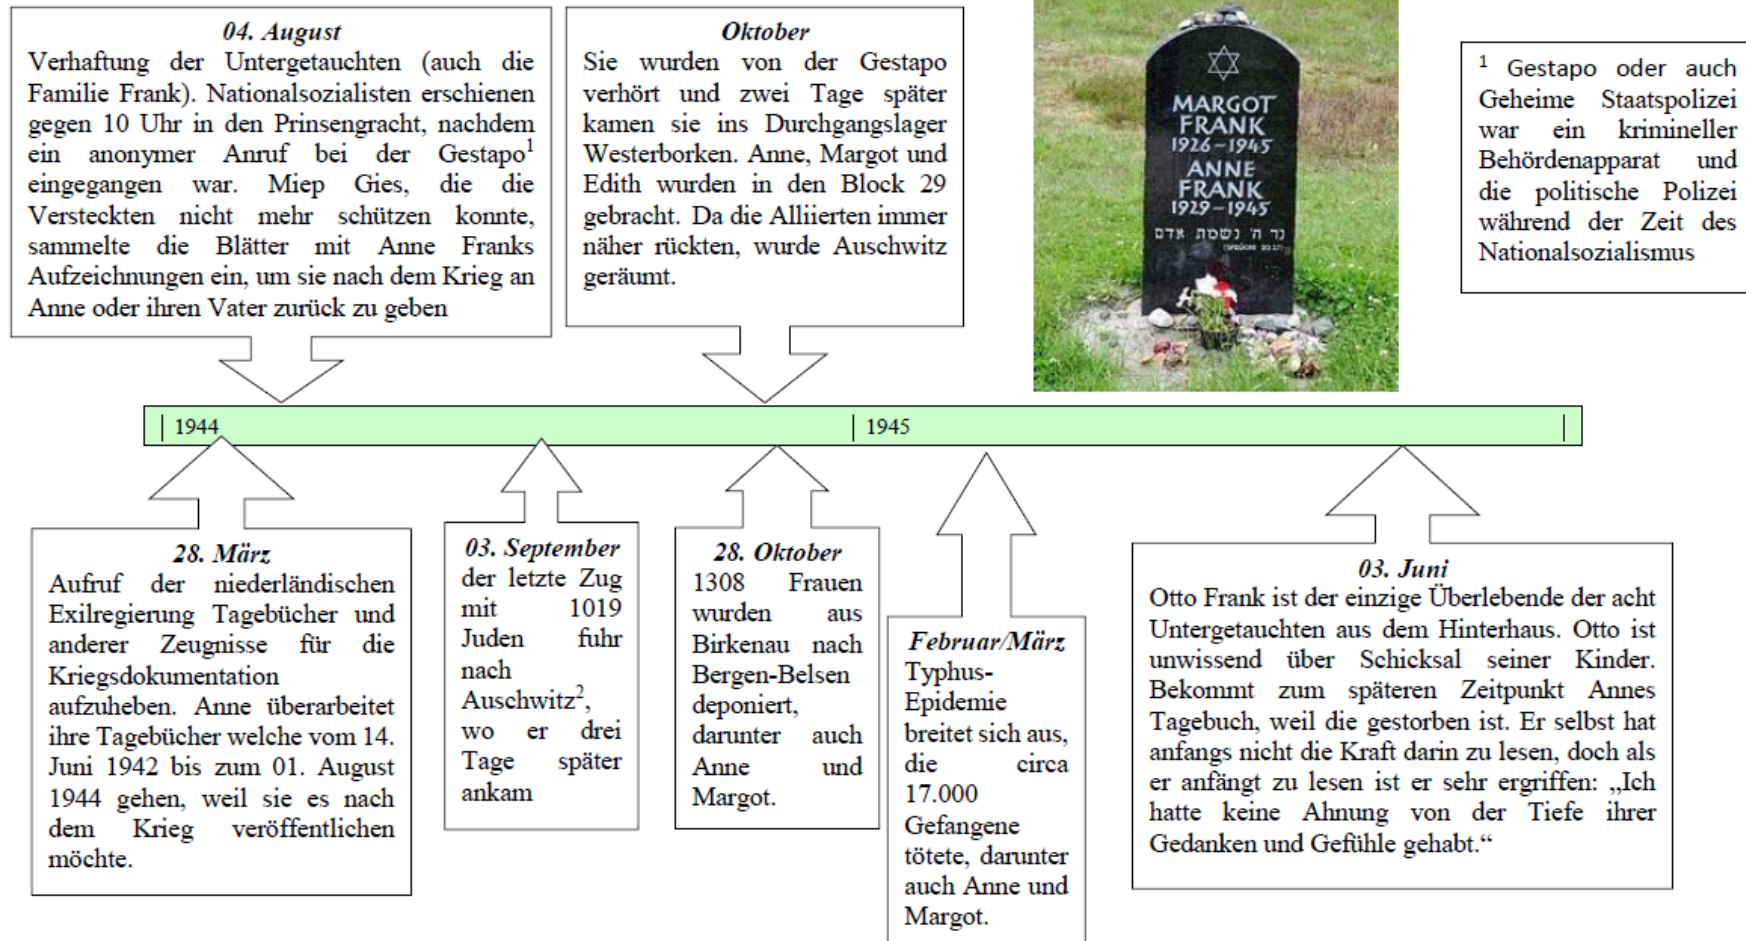 04. August
Verhaftung der Untergetauchten (auch die
Familie Frank). Nationalsozialisten erschienen
gegen 10 Uhr in den Prinsengracht, nachdem
ein anonymer Anruf bei der Gestapo¹
eingegangen war. Miep Gies, die die
Versteckten nicht mehr schützen konnte,
sammelte die Blätter mit Anne Franks
Aufzeichnungen ein, um sie nach dem Krieg an
Anne oder ihren Vater zurück zu geben
Oktober
Sie wurden von der Gestapo
verhört und zwei Tage später
kamen sie ins Durchgangslager
Westerborken. Anne, Margot und
Edith wurden in den Block 29
gebracht. Da die Alliierten immer
näher rückten, wurde Auschwitz
geräumt.
MARGOT
FRANK
1926–1945
ANNE
FRANK
1929–1945
נר ה' נשמת אדם
(SPRÜCHE 20.27)
¹ Gestapo oder auch
Geheime Staatspolizei
war ein krimineller
Behördenapparat und
die politische Polizei
während der Zeit des
Nationalsozialismus
1944
1945
28. März
Aufruf der niederländischen
Exilregierung Tagebücher und
anderer Zeugnisse für die
Kriegsdokumentation
aufzuheben. Anne überarbeitet
ihre Tagebücher welche vom 14.
Juni 1942 bis zum 01. August
1944 gehen, weil sie es nach
dem Krieg veröffentlichen
möchte.
03. September
der letzte Zug
mit 1019
Juden fuhr
nach
Auschwitz²,
wo er drei
Tage später
ankam
28. Oktober
1308 Frauen
wurden aus
Birkenau nach
Bergen-Belsen
deponiert,
darunter auch
Anne und
Margot.
Februar/März
Typhus-
Epidemie
breitet sich aus,
die circa
17.000
Gefangene
tötete, darunter
auch Anne und
Margot.
03. Juni
Otto Frank ist der einzige Überlebende der acht
Untergetauchten aus dem Hinterhaus. Otto ist
unwissend über Schicksal seiner Kinder.
Bekommt zum späteren Zeitpunkt Annes
Tagebuch, weil die gestorben ist. Er selbst hat
anfangs nicht die Kraft darin zu lesen, doch als
er anfängt zu lesen ist er sehr ergriffen: „Ich
hatte keine Ahnung von der Tiefe ihrer
Gedanken und Gefühle gehabt.“